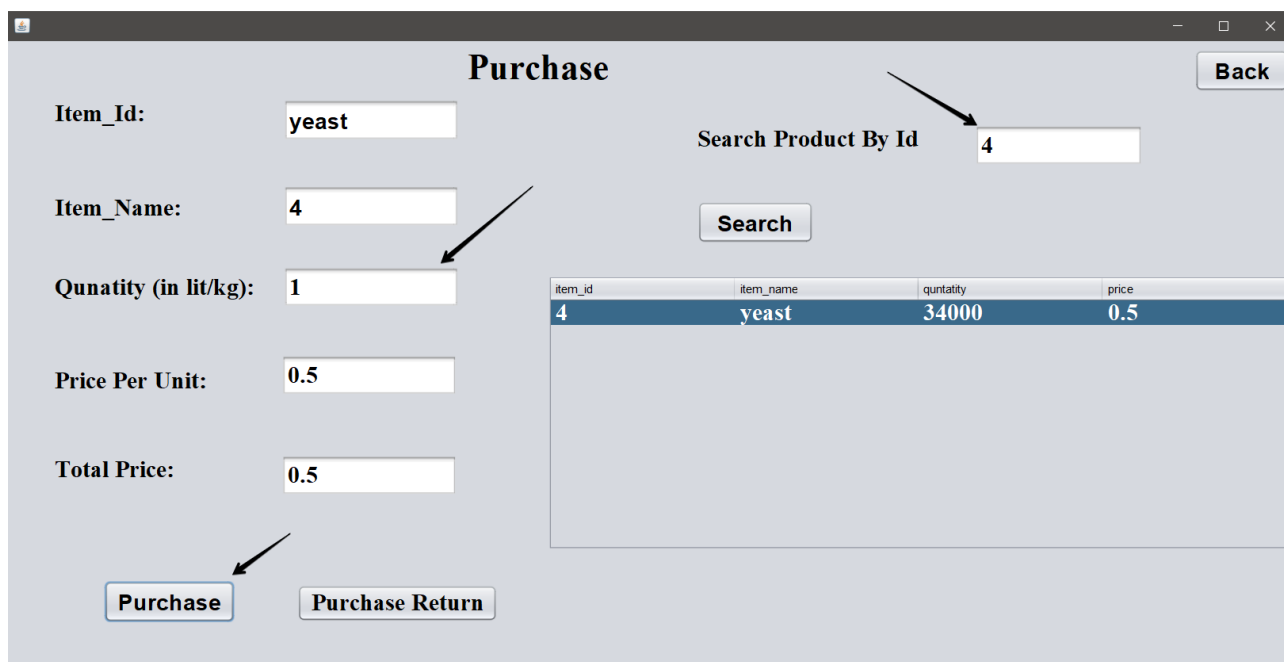 Purchase
Back
Item_Id:
yeast
Search Product By Id
4
Item_Name:
4
Search
Qunatity (in lit/kg):
1
item_id item_name quntatity price
4 yeast 34000 0.5
Price Per Unit:
0.5
Total Price:
0.5
Purchase
Purchase Return